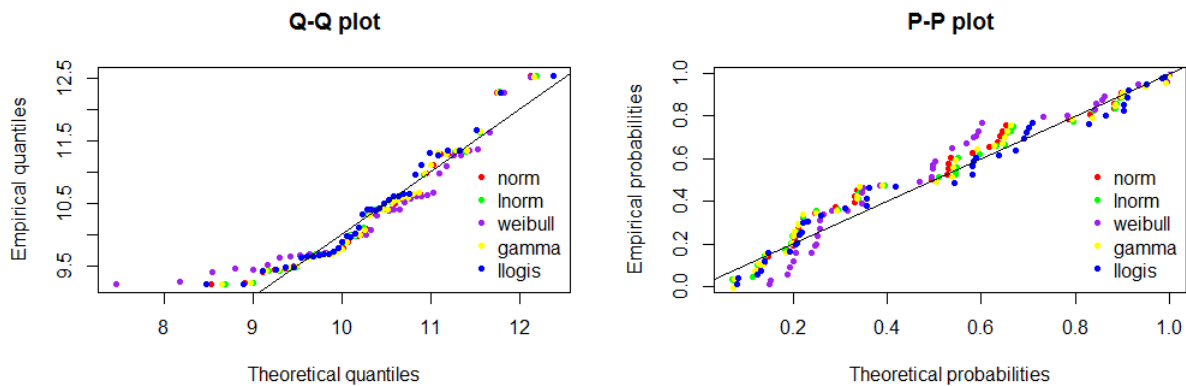 Q-Q plot
Empirical quantiles
12.5
11.5
10.5
9.5
8 9 10 11 12
Theoretical quantiles
norm
lnorm
weibull
gamma
llogis
P-P plot
Empirical probabilities
1.0
0.8
0.6
0.4
0.2
0.0
0.2 0.4 0.6 0.8 1.0
Theoretical probabilities
norm
lnorm
weibull
gamma
llogis